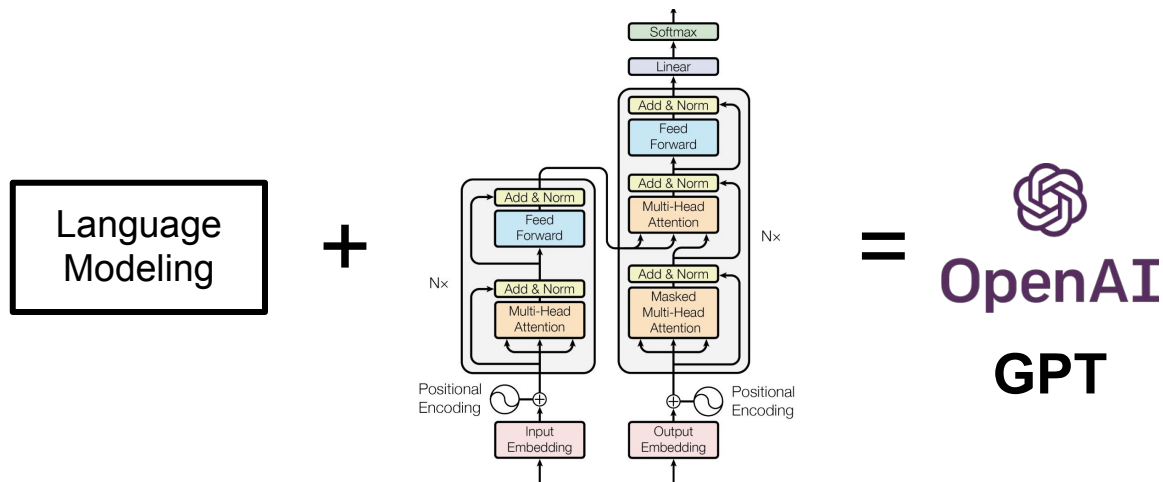 Language
Modeling
+
Softmax
Linear
Add & Norm
Feed
Forward
Add & Norm
Multi-Head
Attention
Add & Norm
Masked
Multi-Head
Attention
N×
Positional
Encoding
Output
Embedding
Add & Norm
Feed
Forward
N×
Add & Norm
Multi-Head
Attention
Positional
Encoding
Input
Embedding
=
OpenAI
GPT